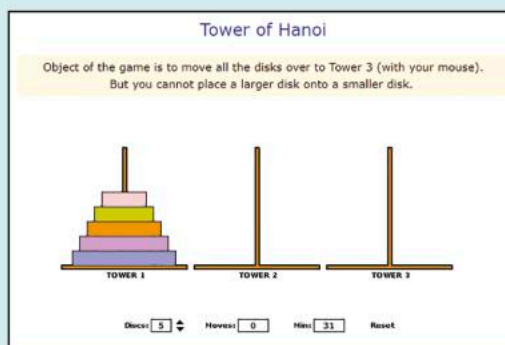 Tower of Hanoi
Object of the game is to move all the disks over to Tower 3 (with your mouse).
But you cannot place a larger disk onto a smaller disk.
TOWER 1 TOWER 2 TOWER 3
Discs: 5 Moves: 0 Min: 31 Reset